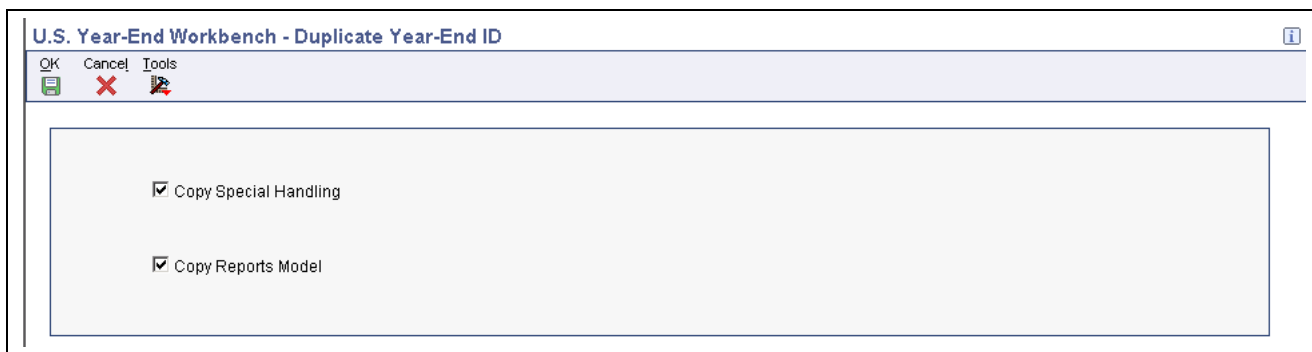 U.S. Year-End Workbench - Duplicate Year-End ID
OK Cancel Tools
Copy Special Handling
Copy Reports Model